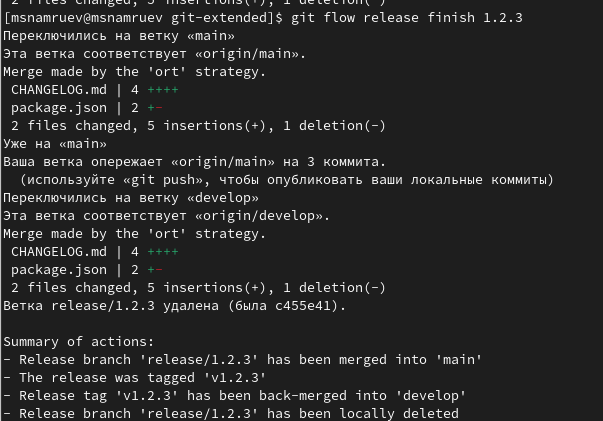 2 files changed, 5 insertions(+), 1 deletion(-)
[msnamruev@msnamruev git-extended]$ git flow release finish 1.2.3
Переключились на ветку «main»
Эта ветка соответствует «origin/main».
Merge made by the 'ort' strategy.
CHANGELOG.md | 4 ++++
package.json | 2 +-
2 files changed, 5 insertions(+), 1 deletion(-)
Уже на «main»
Ваша ветка опережает «origin/main» на 3 коммита.
(используйте «git push», чтобы опубликовать ваши локальные коммиты)
Переключились на ветку «develop»
Эта ветка соответствует «origin/develop».
Merge made by the 'ort' strategy.
CHANGELOG.md | 4 ++++
package.json | 2 +-
2 files changed, 5 insertions(+), 1 deletion(-)
Ветка release/1.2.3 удалена (была c455e41).
Summary of actions:
- Release branch 'release/1.2.3' has been merged into 'main'
- The release was tagged 'v1.2.3'
- Release tag 'v1.2.3' has been back-merged into 'develop'
- Release branch 'release/1.2.3' has been locally deleted